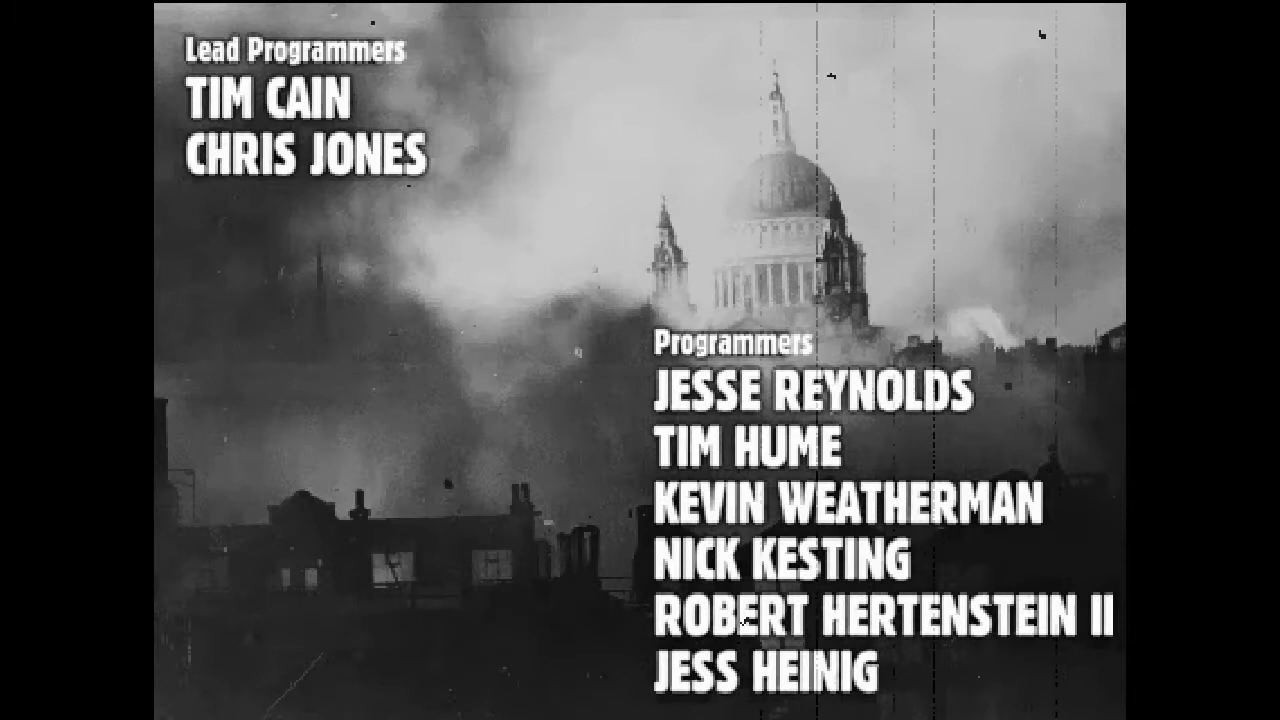 Lead Programmers
TIM CAIN
CHRIS JONES
Programmers
JESSE REYNOLDS
TIM HUME
KEVIN WEATHERMAN
NICK KESTING
ROBERT HERTENSTEIN II
JESS HEINIG